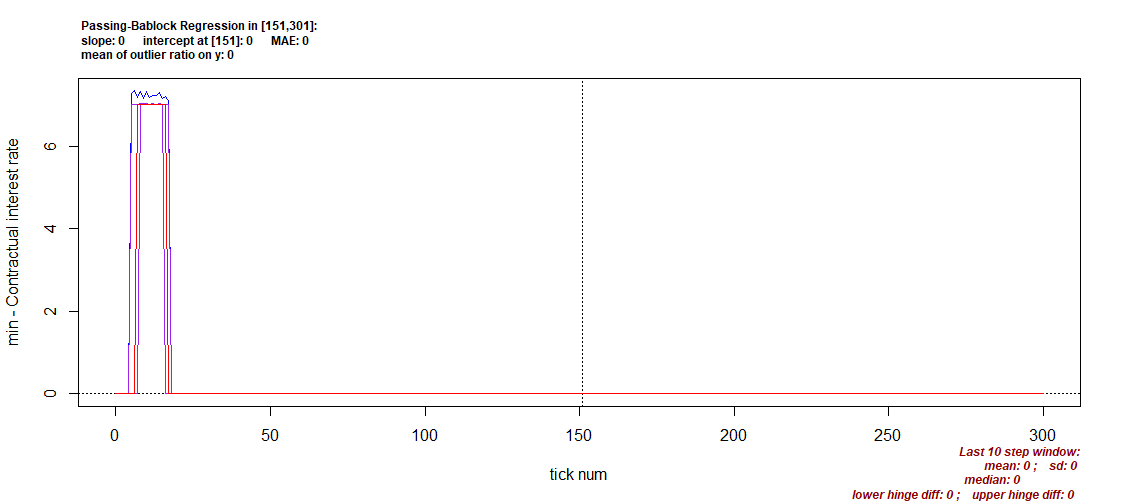 Passing-Bablock Regression in [151,301]:
slope: 0 intercept at [151]: 0 MAE: 0
mean of outlier ratio on y: 0
min - Contractual interest rate
6
4
2
0
0 50 100 150 200 250 300
tick num
Last 10 step window:
mean: 0 ; sd: 0
median: 0
lower hinge diff: 0 ; upper hinge diff: 0